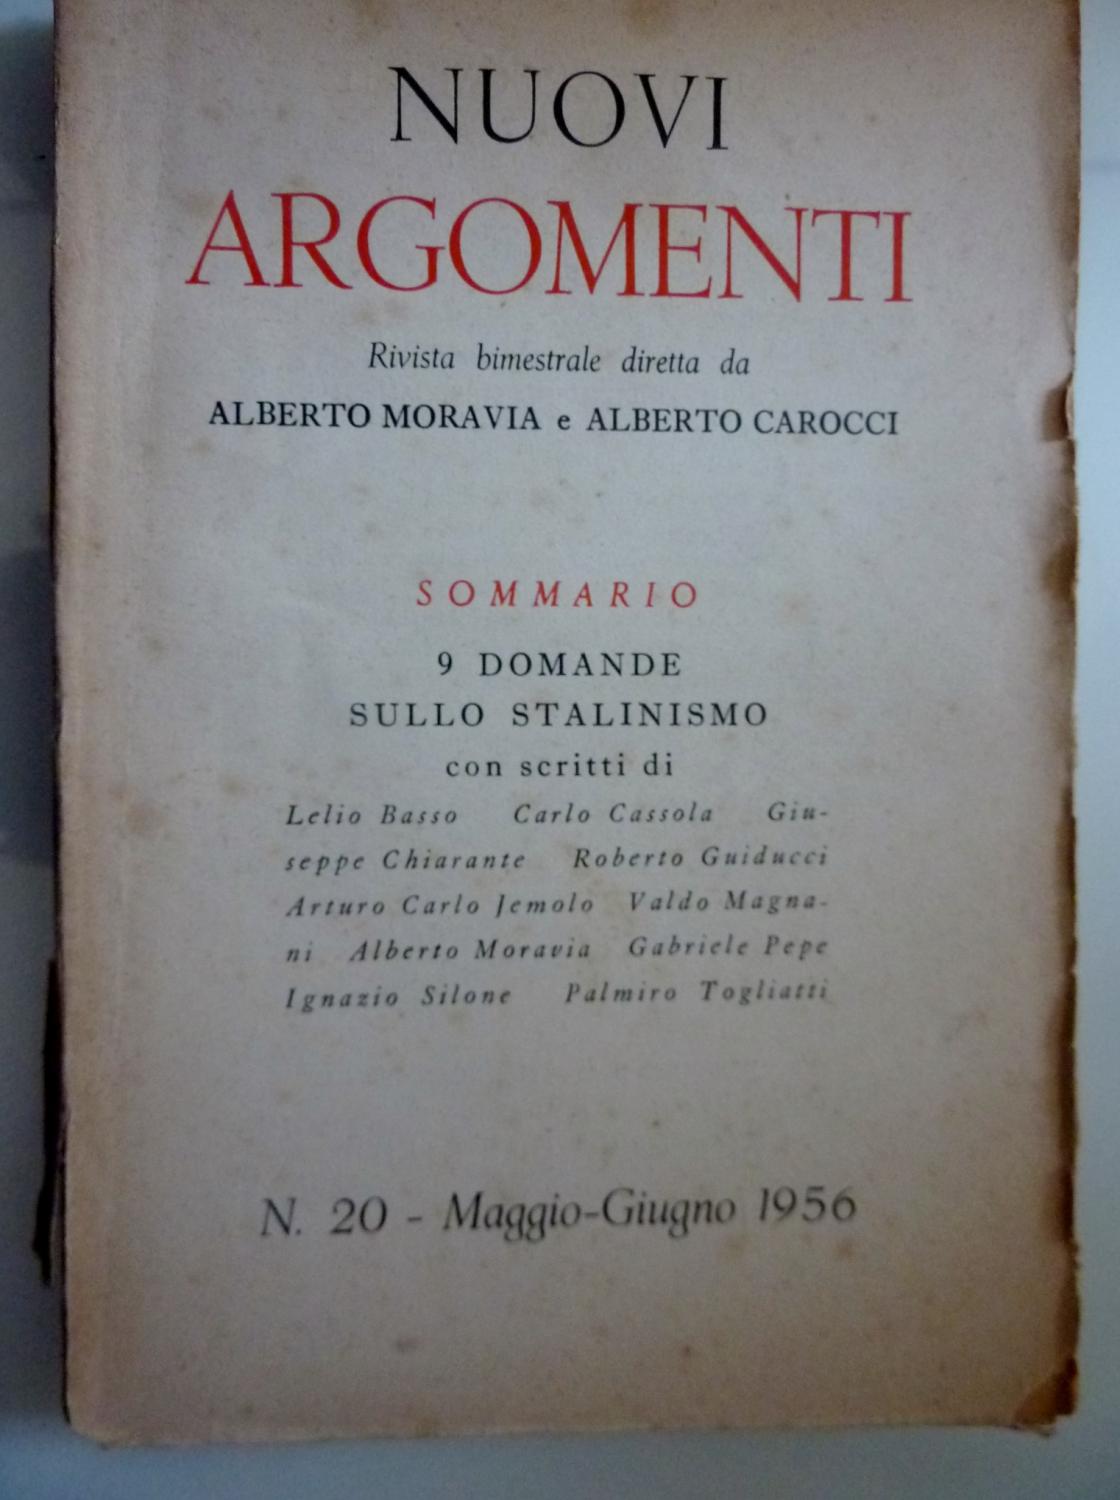 NUOVI
ARGOMENTI
Rivista bimestrale diretta da
ALBERTO MORAVIA e ALBERTO CAROCCI
SOMMARIO
9 DOMANDE
SULLO STALINISMO
con scritti di
Lelio Basso Carlo Cassola Giu-
seppe Chiarante Roberto Guiducci
Arturo Carlo Jemolo Valdo Magna-
ni Alberto Moravia Gabriele Pepe
Ignazio Silone Palmiro Togliatti
N. 20 - Maggio-Giugno 1956